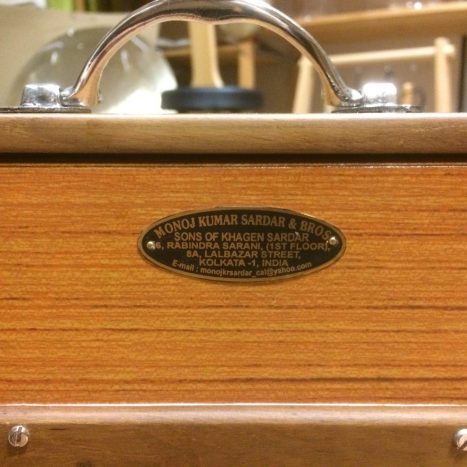 MONOJ KUMAR SARDAR & BROS.
SONS OF KHAGEN SARDAR
RABINDRA SARANI, (1ST FLOOR),
8A, LALBAZAR STREET,
KOLKATA -1, INDIA
E-mail : monojkrsardar_cal@yahoo.com